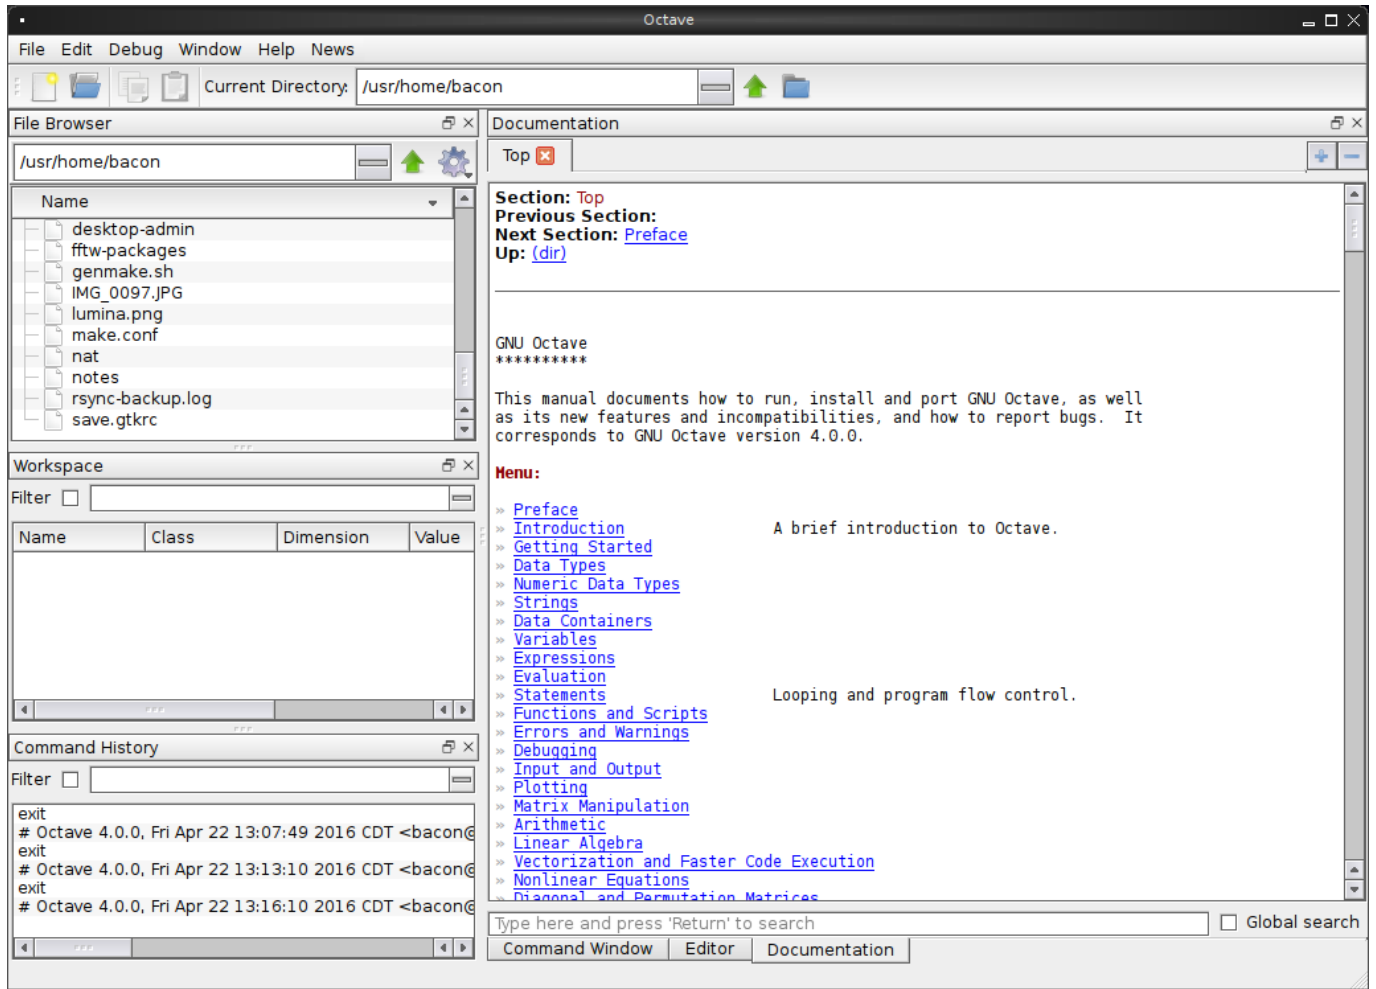 Octave
File Edit Debug Window Help News
Current Directory: /usr/home/bacon
File Browser
/usr/home/bacon
Name
desktop-admin
fftw-packages
genmake.sh
IMG_0097.JPG
lumina.png
make.conf
nat
notes
rsync-backup.log
save.gtkrc
Workspace
Filter
Name Class Dimension Value
Command History
Filter
exit
# Octave 4.0.0, Fri Apr 22 13:07:49 2016 CDT <bacon@
exit
# Octave 4.0.0, Fri Apr 22 13:13:10 2016 CDT <bacon@
exit
# Octave 4.0.0, Fri Apr 22 13:16:10 2016 CDT <bacon@
Documentation
Top
Section: Top
Previous Section:
Next Section: Preface
Up: (dir)
GNU Octave
**********
This manual documents how to run, install and port GNU Octave, as well
as its new features and incompatibilities, and how to report bugs.  It
corresponds to GNU Octave version 4.0.0.
Menu:
» Preface
» Introduction A brief introduction to Octave.
» Getting Started
» Data Types
» Numeric Data Types
» Strings
» Data Containers
» Variables
» Expressions
» Evaluation
» Statements Looping and program flow control.
» Functions and Scripts
» Errors and Warnings
» Debugging
» Input and Output
» Plotting
» Matrix Manipulation
» Arithmetic
» Linear Algebra
» Vectorization and Faster Code Execution
» Nonlinear Equations
» Diagonal and Permutation Matrices
Type here and press 'Return' to search
Global search
Command Window Editor Documentation